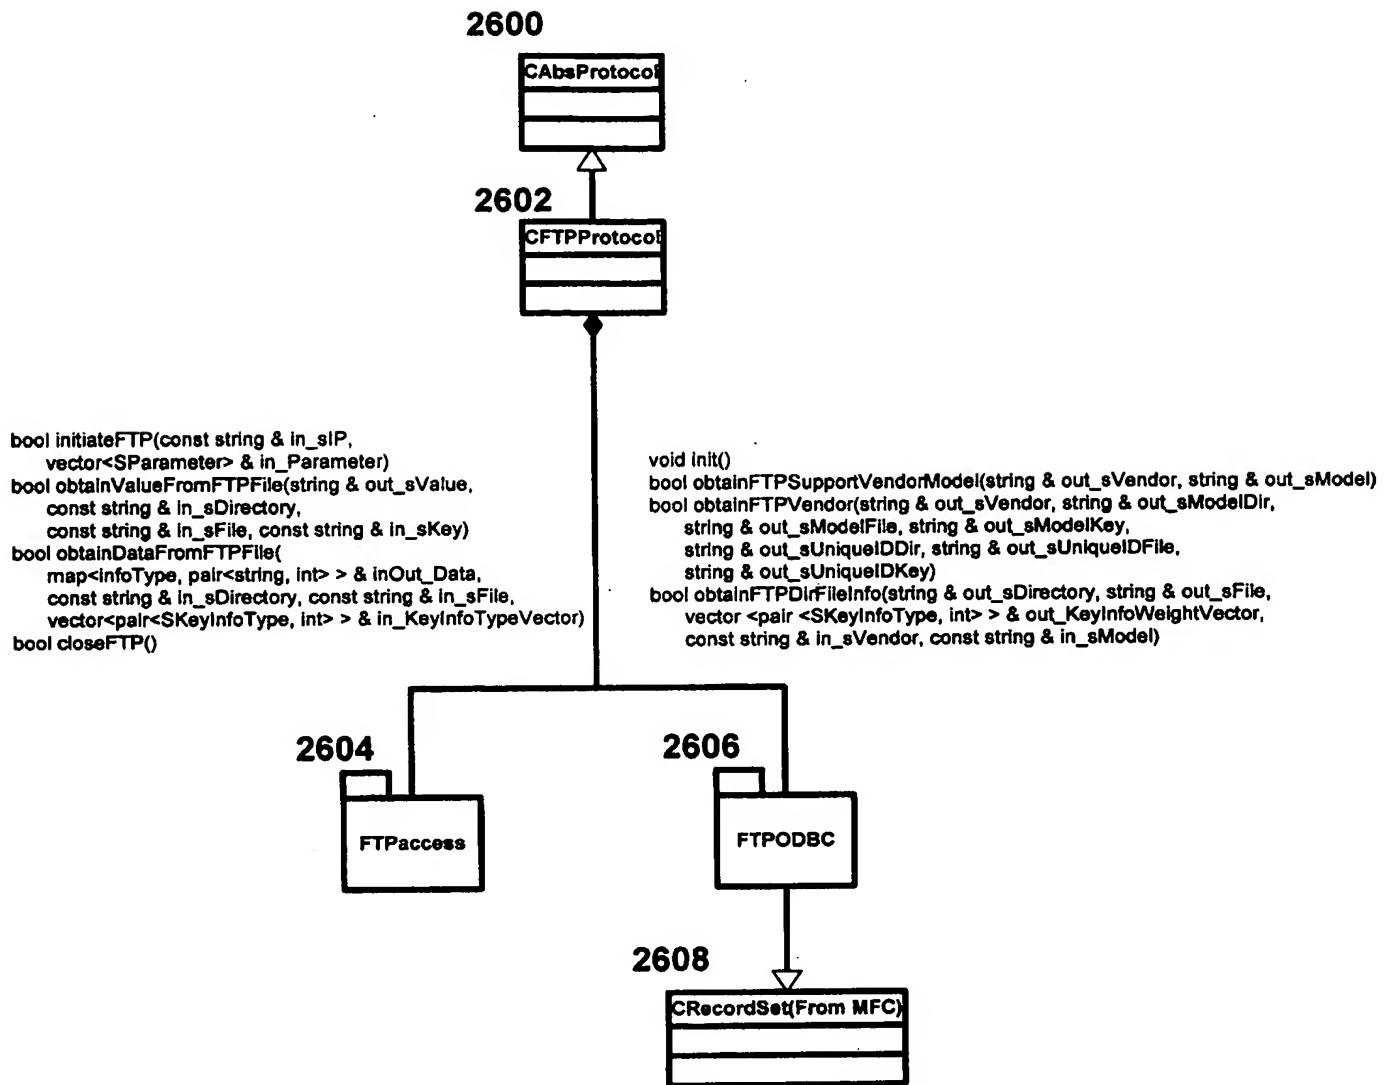 2600
CAbsProtocol
2602
CFTPProtocol
bool initiateFTP(const string & in_sIP,
vector<SParameter> & in_Parameter)
bool obtainValueFromFTPFile(string & out_sValue,
const string & in_sDirectory,
const string & in_sFile, const string & in_sKey)
bool obtainDataFromFTPFile(
map<infoType, pair<string, int> > & inOut_Data,
const string & in_sDirectory, const string & in_sFile,
vector<pair<SKeyInfoType, int> > & in_KeyInfoTypeVector)
bool closeFTP()
void init()
bool obtainFTPSupportVendorModel(string & out_sVendor, string & out_sModel)
bool obtainFTPVendor(string & out_sVendor, string & out_sModelDir,
string & out_sModelFile, string & out_sModelKey,
string & out_sUniqueIDDir, string & out_sUniqueIDFile,
string & out_sUniqueIDKey)
bool obtainFTPDirFileInfo(string & out_sDirectory, string & out_sFile,
vector <pair <SKeyInfoType, int> > & out_KeyInfoWeightVector,
const string & in_sVendor, const string & in_sModel)
2604
FTPaccess
2606
FTPODBC
2608
CRecordSet(From MFC)